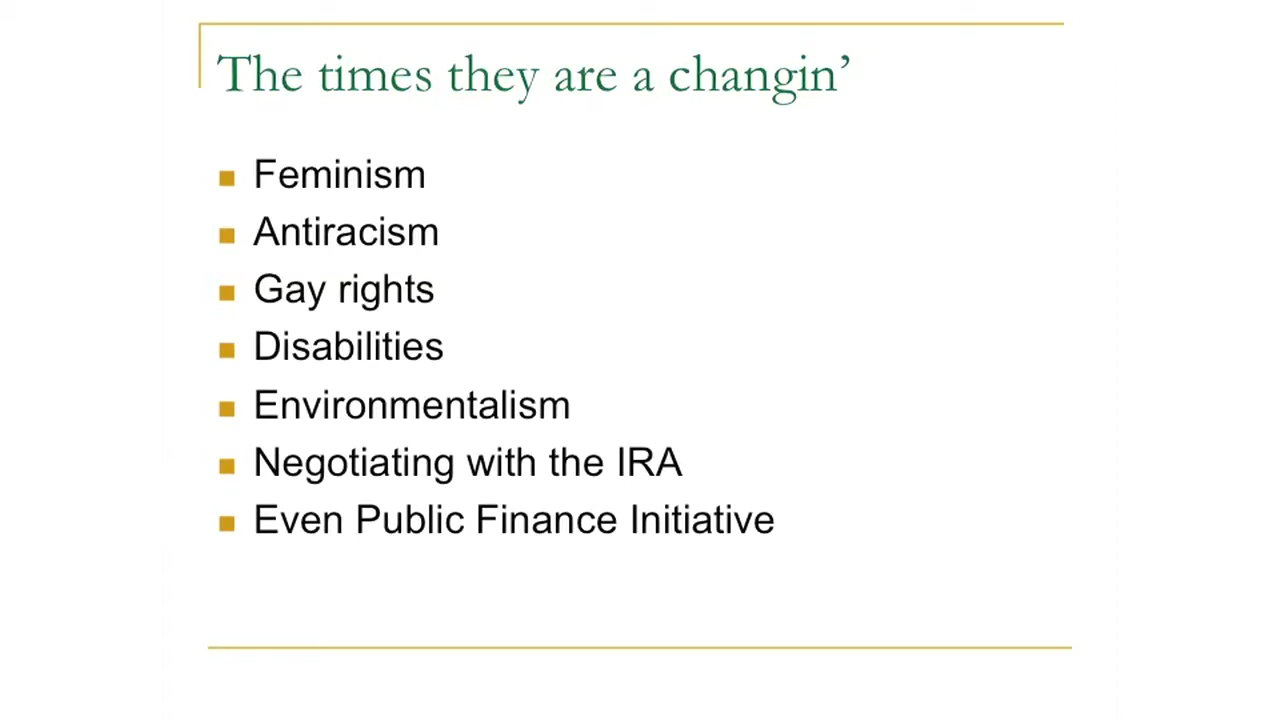 The times they are a changin’
Feminism
Antiracism
Gay rights
Disabilities
Environmentalism
Negotiating with the IRA
Even Public Finance Initiative